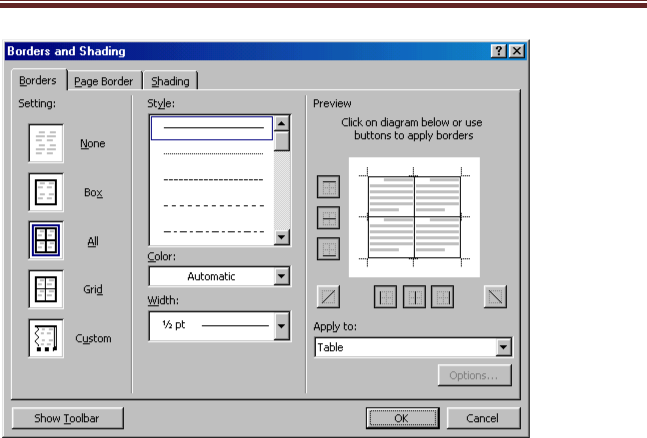 Borders and Shading
Borders Page Border Shading
Setting:
None
Box
All
Grid
Custom
Style:
Color:
Automatic
Width:
½ pt
Preview
Click on diagram below or use
buttons to apply borders
Apply to:
Table
Options...
Show Toolbar
OK
Cancel